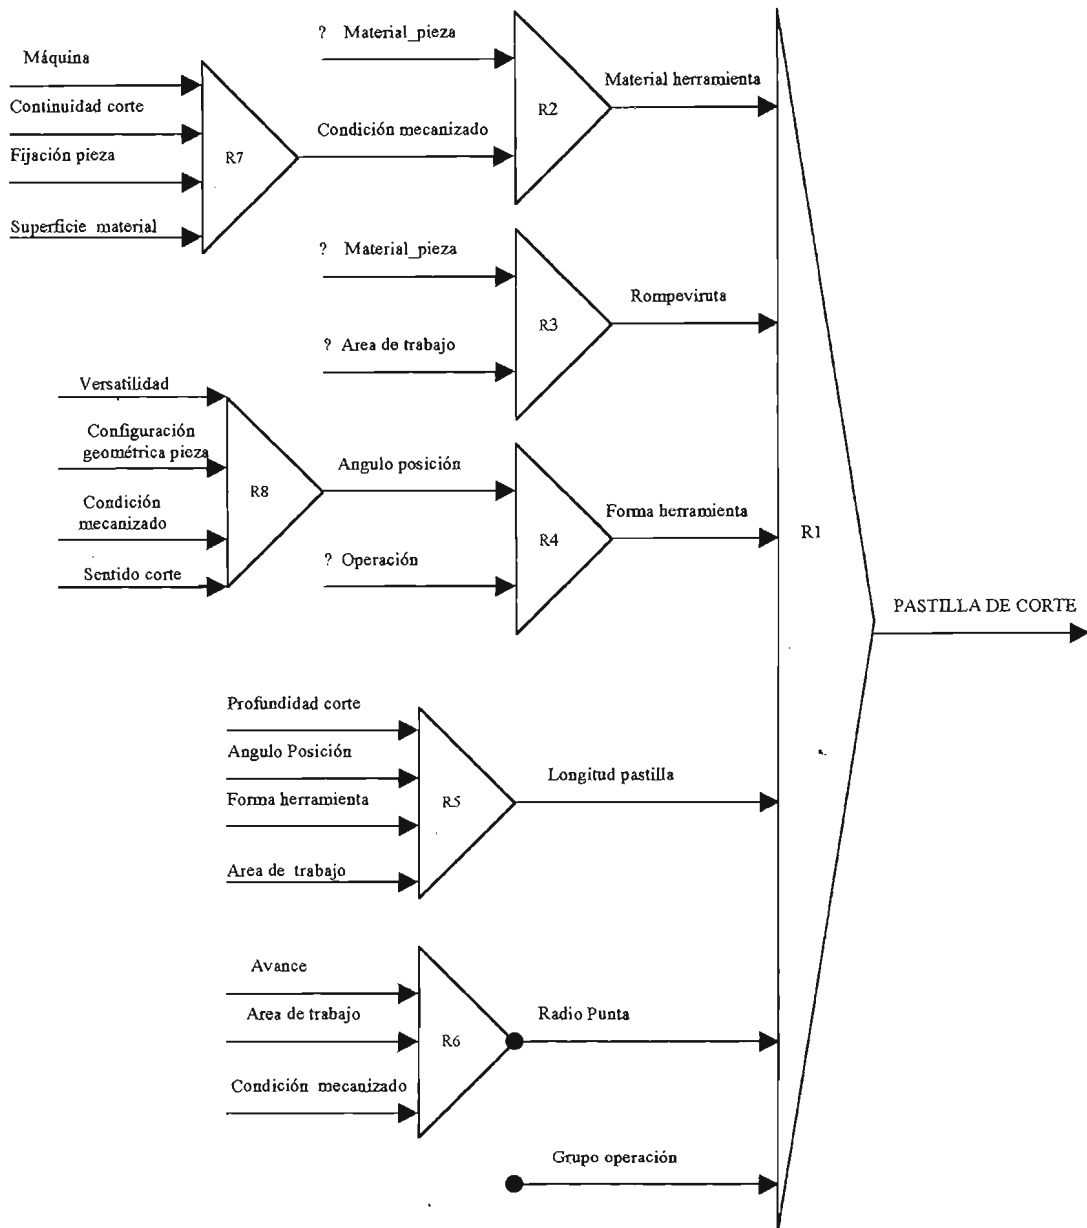 ? Material_pieza
Máquina
Material herramienta
Continuidad corte
R2
Condición mecanizado
Fijación pieza
R7
Superficie material
? Material_pieza
Rompeviruta
R3
? Area de trabajo
Versatilidad
Configuración
geométrica pieza
Angulo posición
R8
Condición
mecanizado
Forma herramienta
R4
R1
? Operación
Sentido corte
PASTILLA DE CORTE
Profundidad corte
Angulo Posición
Longitud pastilla
Forma herramienta
R5
Area de trabajo
Avance
Area de trabajo
Radio Punta
R6
Condición mecanizado
Grupo operación